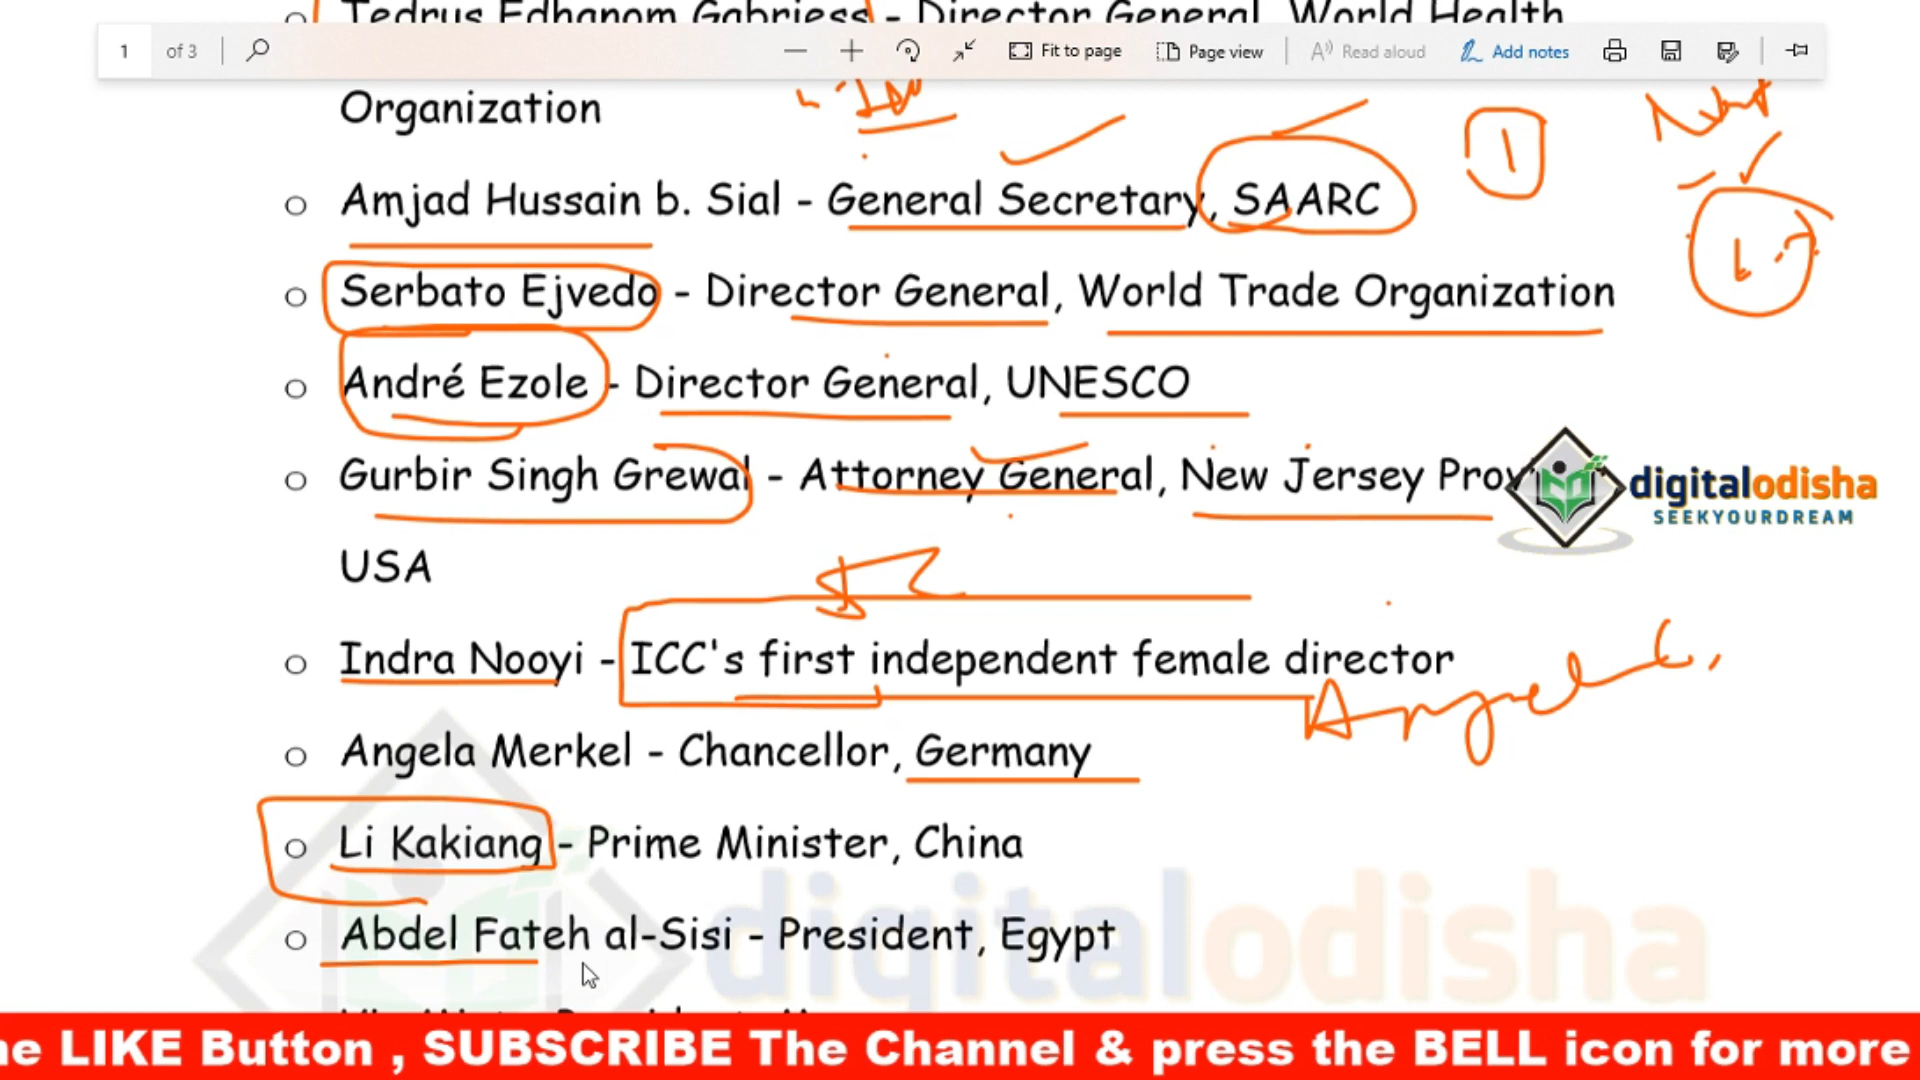 Tedrus Edhanom Gabriess - Director General, World Health
1 of 3 Fit to page Page view Read aloud Add notes
Organization
1
Amjad Hussain b. Sial - General Secretary, SAARC
Serbato Ejvedo - Director General, World Trade Organization
André Ezole - Director General, UNESCO
Gurbir Singh Grewal - Attorney General, New Jersey
digitalodisha
SEEKYOURDREAM
USA
Indra Nooyi - ICC's first independent female director
Angela Merkel - Chancellor, Germany
Li Kakiang - Prime Minister, China
Abdel Fateh al-Sisi - President, Egypt
digitalodisha
LIKE Button , SUBSCRIBE The Channel & press the BELL icon for more